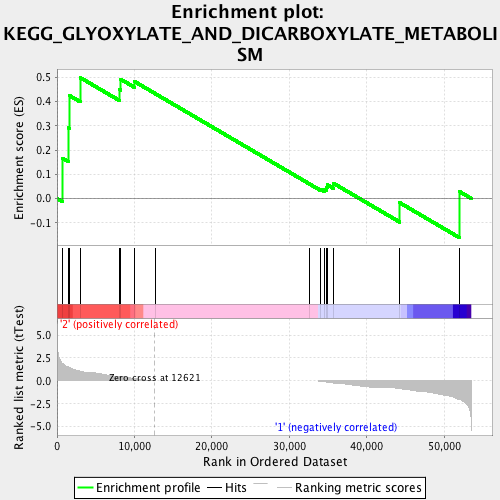 Enrichment plot:
KEGG_GLYOXYLATE_AND_DICARBOXYLATE_METABOLI
SM
Enrichment score (ES)
0.5
0.4
0.3
0.2
0.1
0.0
-0.1
'2' (positively correlated)
Ranked list metric (tTest)
5.0
2.5
0.0
-2.5
-5.0
Zero cross at 12621
'1' (negatively correlated)
0
10,000
20,000
30,000
40,000
50,000
Rank in Ordered Dataset
Enrichment profile
Hits
Ranking metric scores